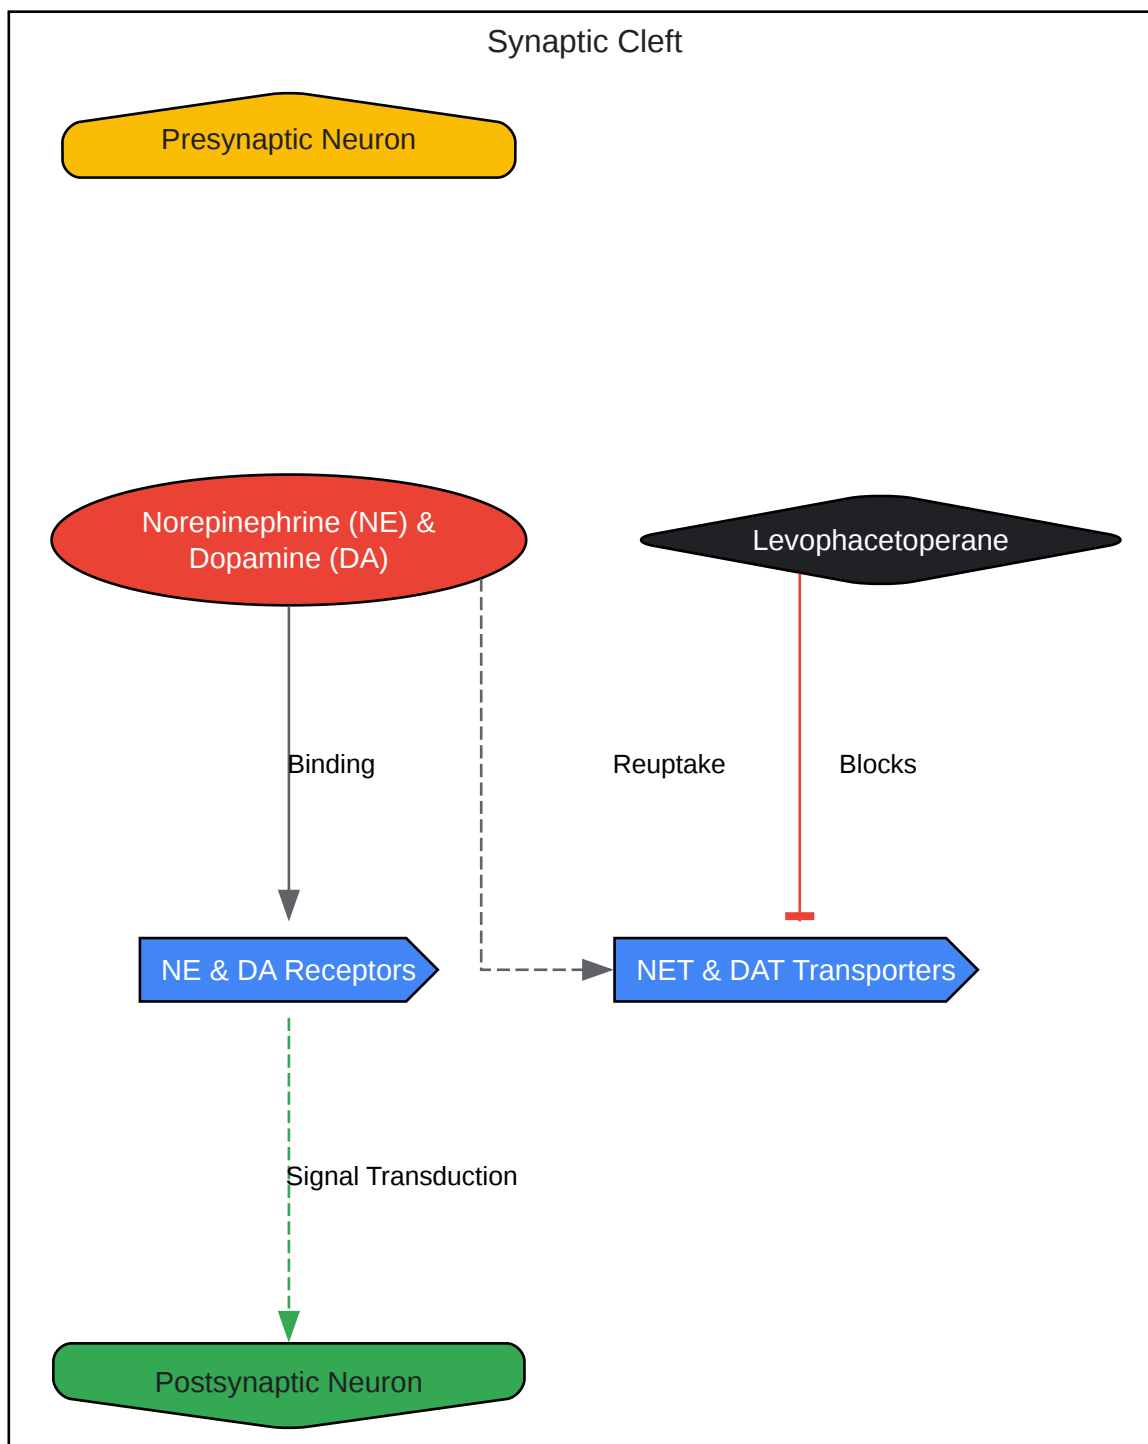 Synaptic Cleft
Presynaptic Neuron
Norepinephrine (NE) &
Dopamine (DA)
Levophacetoperane
Binding
Reuptake
Blocks
NE & DA Receptors
NET & DAT Transporters
Signal Transduction
Postsynaptic Neuron